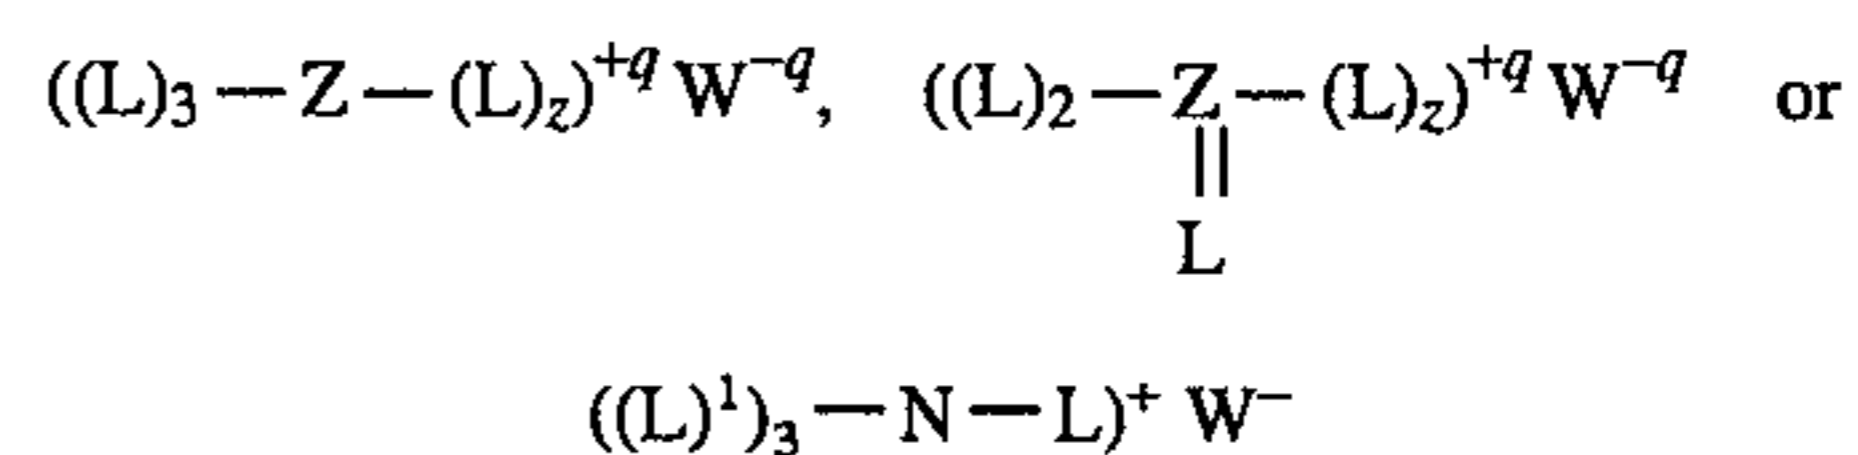 ((L)₃—Z—(L)z)⁺q W⁻q, ((L)₂—Z—(L)z)⁺q W⁻q or
||
L
((L)¹)₃—N—L)⁺ W⁻